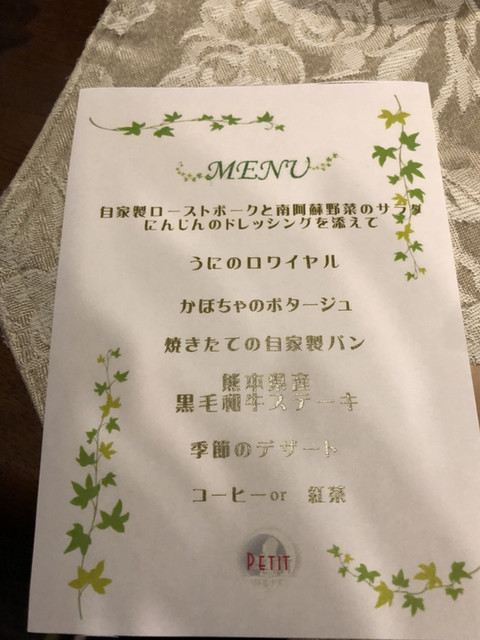 MENU
自家製ローストポークと南阿蘇野菜のサラダ
にんじんのドレッシングを添えて
うにのロワイヤル
かぼちゃのポタージュ
焼きたての自家製パン
熊本県産
黒毛和牛ステーキ
季節のデザート
コーヒーor 紅茶
PETIT